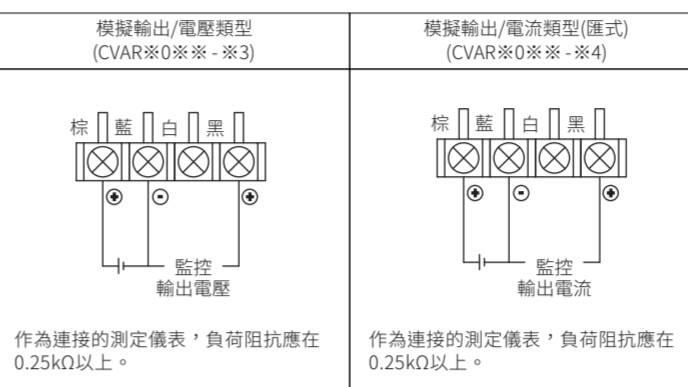 模擬輸出/電壓類型
(CVAR※0※※ - ※3)
模擬輸出/電流類型(匯式)
(CVAR※0※※ -※4)
棕 藍 白 黑
⊕ ⊖ ⊕
監控
輸出電壓
作為連接的測定儀表，負荷阻抗應在
0.25kΩ以上。
棕 藍 白 黑
⊕ ⊖ ⊕
監控
輸出電流
作為連接的測定儀表，負荷阻抗應在
0.25kΩ以上。